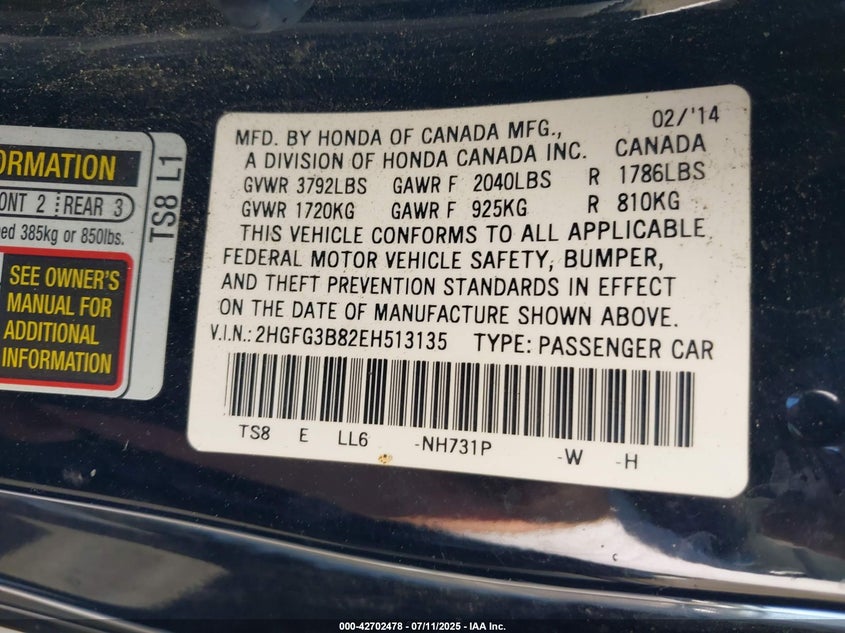 ORMATION
ONT 2 REAR 3
ed 385kg or 850lbs.
SEE OWNER'S
MANUAL FOR
ADDITIONAL
INFORMATION
TS8 L1
02/'14
MFD. BY HONDA OF CANADA MFG.,
A DIVISION OF HONDA CANADA INC. CANADA
GVWR 3792LBS GAWR F 2040LBS R 1786LBS
GVWR 1720KG GAWR F 925KG R 810KG
THIS VEHICLE CONFORMS TO ALL APPLICABLE
FEDERAL MOTOR VEHICLE SAFETY, BUMPER,
AND THEFT PREVENTION STANDARDS IN EFFECT
ON THE DATE OF MANUFACTURE SHOWN ABOVE.
V.I.N.: 2HGFG3B82EH513135 TYPE: PASSENGER CAR
TS8 E LL6 -NH731P -W -H
000-42702478 - 07/11/2025 - IAA Inc.